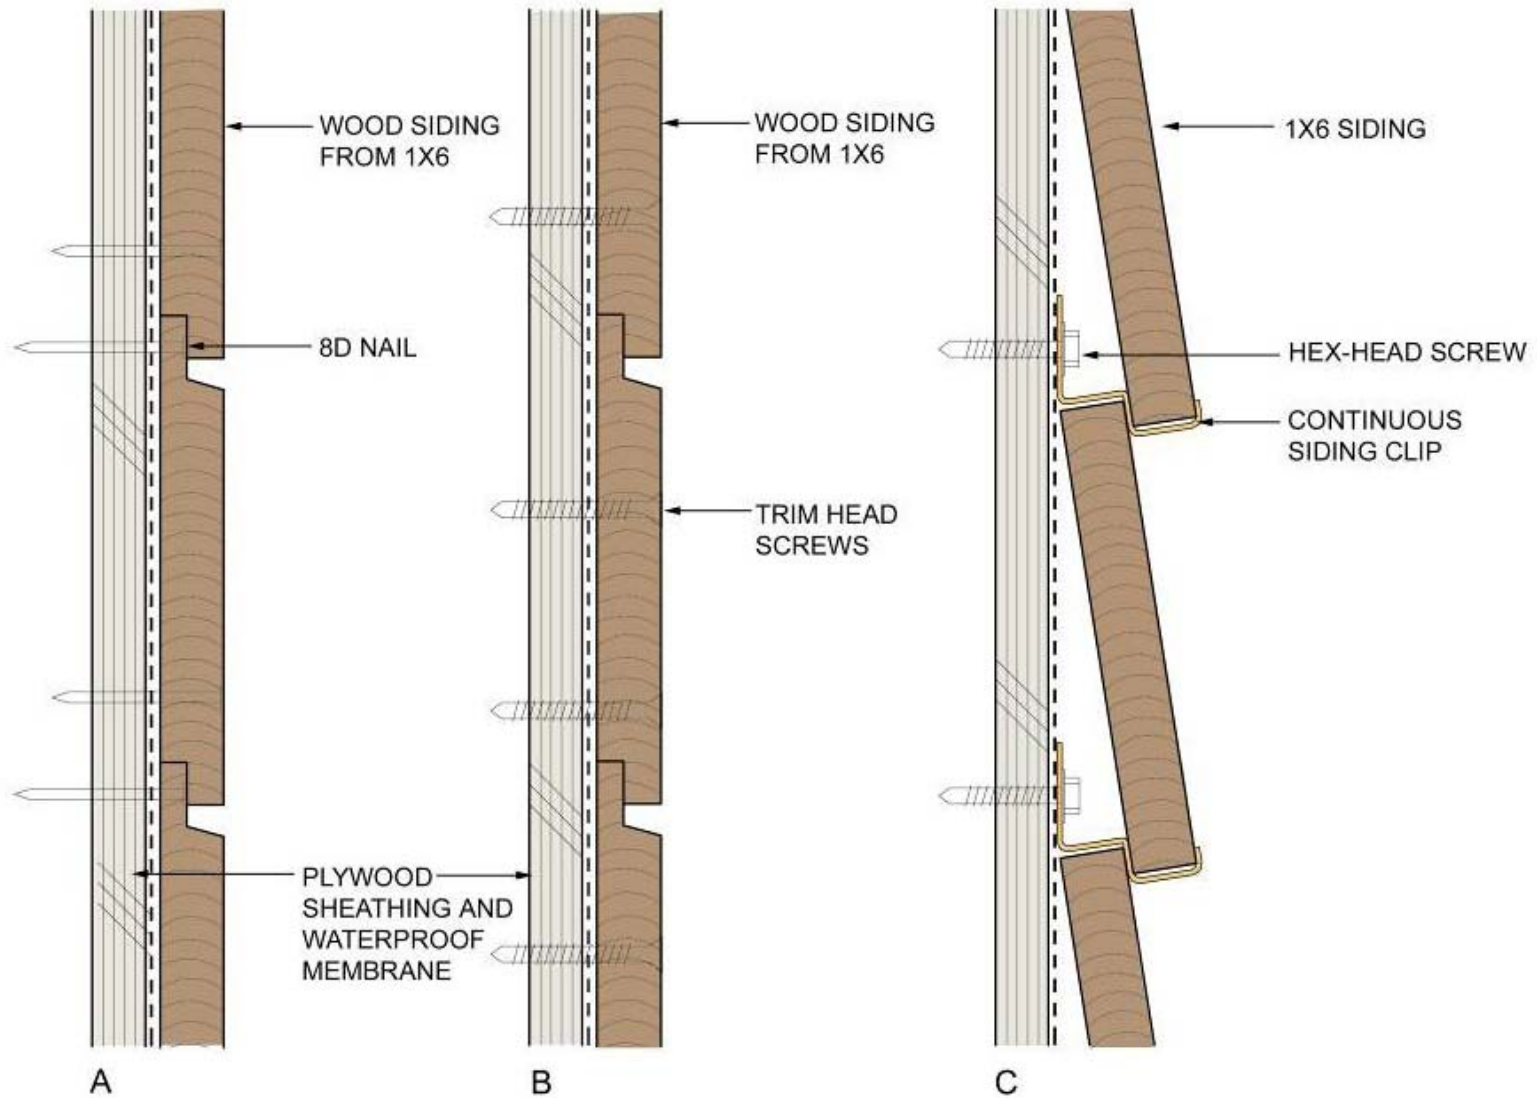 WOOD SIDING
FROM 1X6
8D NAIL
PLYWOOD
SHEATHING AND
WATERPROOF
MEMBRANE
A
WOOD SIDING
FROM 1X6
TRIM HEAD
SCREWS
B
1X6 SIDING
HEX-HEAD SCREW
CONTINUOUS
SIDING CLIP
C